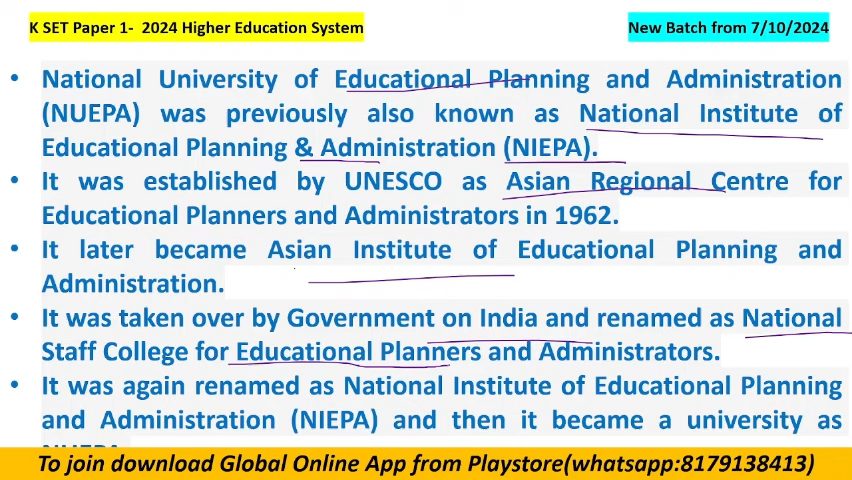 K SET Paper 1-  2024 Higher Education System
New Batch from 7/10/2024
• National University of Educational Planning and Administration
(NUEPA) was previously also known as National Institute of
Educational Planning & Administration (NIEPA).
• It was established by UNESCO as Asian Regional Centre for
Educational Planners and Administrators in 1962.
• It later became Asian Institute of Educational Planning and
Administration.
• It was taken over by Government on India and renamed as National
Staff College for Educational Planners and Administrators.
• It was again renamed as National Institute of Educational Planning
and Administration (NIEPA) and then it became a university as
To join download Global Online App from Playstore(whatsapp:8179138413)